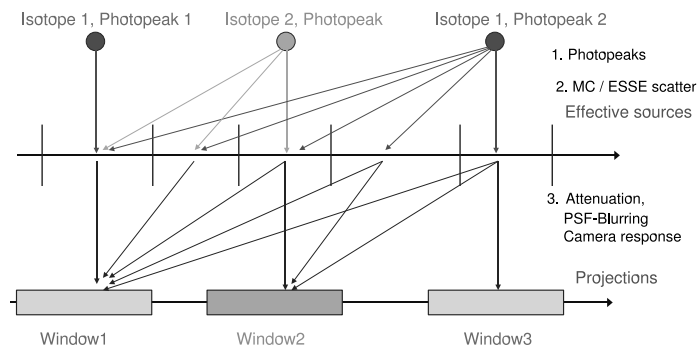 Isotope 1, Photopeak 1
Isotope 2, Photopeak
Isotope 1, Photopeak 2
1. Photopeaks
2. MC / ESSE scatter
Effective sources
3. Attenuation,
PSF-Blurring
Camera response
Projections
Window1
Window2
Window3